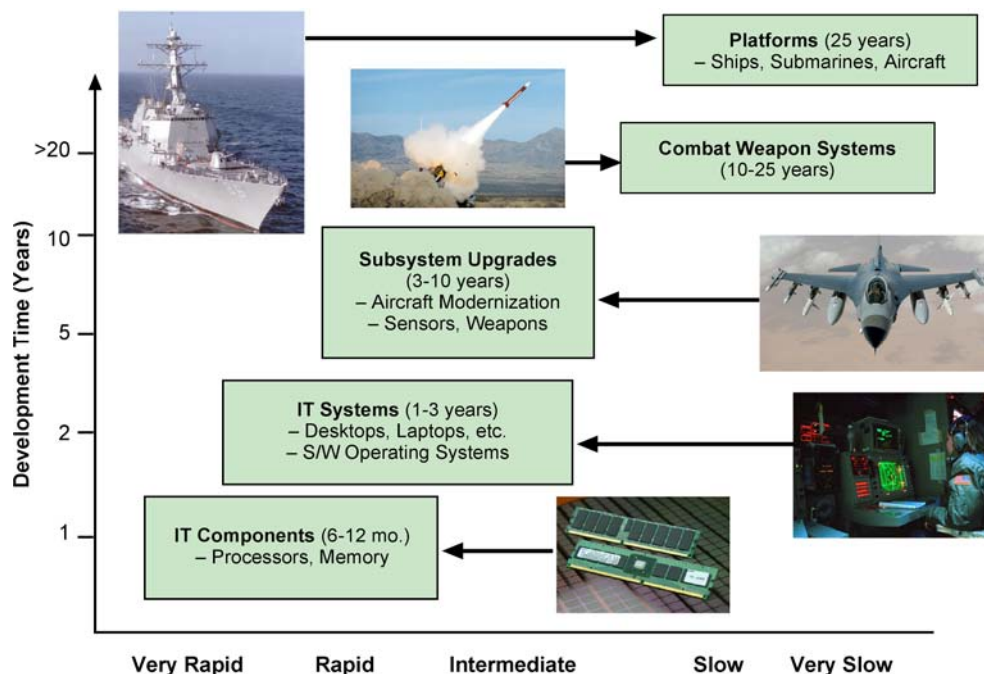 Platforms (25 years)
– Ships, Submarines, Aircraft
Combat Weapon Systems
(10-25 years)
Subsystem Upgrades
(3-10 years)
– Aircraft Modernization
– Sensors, Weapons
IT Systems (1-3 years)
– Desktops, Laptops, etc.
– S/W Operating Systems
IT Components (6-12 mo.)
– Processors, Memory
Development Time (Years)
>20
10
5
2
1
Very Rapid
Rapid
Intermediate
Slow
Very Slow